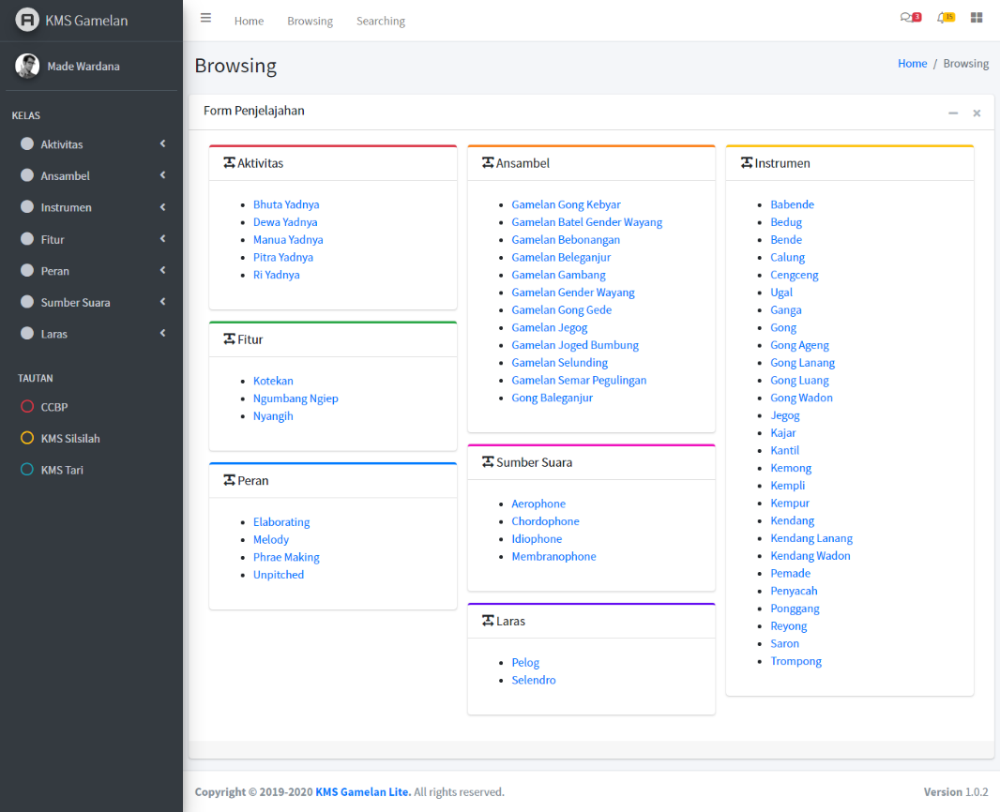 KMS Gamelan
Made Wardana
KELAS
Aktivitas
Ansambel
Instrumen
Fitur
Peran
Sumber Suara
Laras
TAUTAN
CCBP
KMS Silsilah
KMS Tari
Home Browsing Searching
3 15
Browsing
Home / Browsing
Form Penjelajahan
Aktivitas
Bhuta Yadnya
Dewa Yadnya
Manua Yadnya
Pitra Yadnya
Ri Yadnya
Fitur
Kotekan
Ngumbang Ngiep
Nyangih
Peran
Elaborating
Melody
Phrae Making
Unpitched
Ansambel
Gamelan Gong Kebyar
Gamelan Batel Gender Wayang
Gamelan Bebonangan
Gamelan Beleganjur
Gamelan Gambang
Gamelan Gender Wayang
Gamelan Gong Gede
Gamelan Jegog
Gamelan Joged Bumbung
Gamelan Selunding
Gamelan Semar Pegulingan
Gong Baleganjur
Sumber Suara
Aerophone
Chordophone
Idiophone
Membranophone
Laras
Pelog
Selendro
Instrumen
Babende
Bedug
Bende
Calung
Cengceng
Ugal
Ganga
Gong
Gong Ageng
Gong Lanang
Gong Luang
Gong Wadon
Jegog
Kajar
Kantil
Kemong
Kempli
Kempur
Kendang
Kendang Lanang
Kendang Wadon
Pemade
Penyacah
Ponggang
Reyong
Saron
Trompong
Copyright © 2019-2020 KMS Gamelan Lite. All rights reserved.
Version 1.0.2